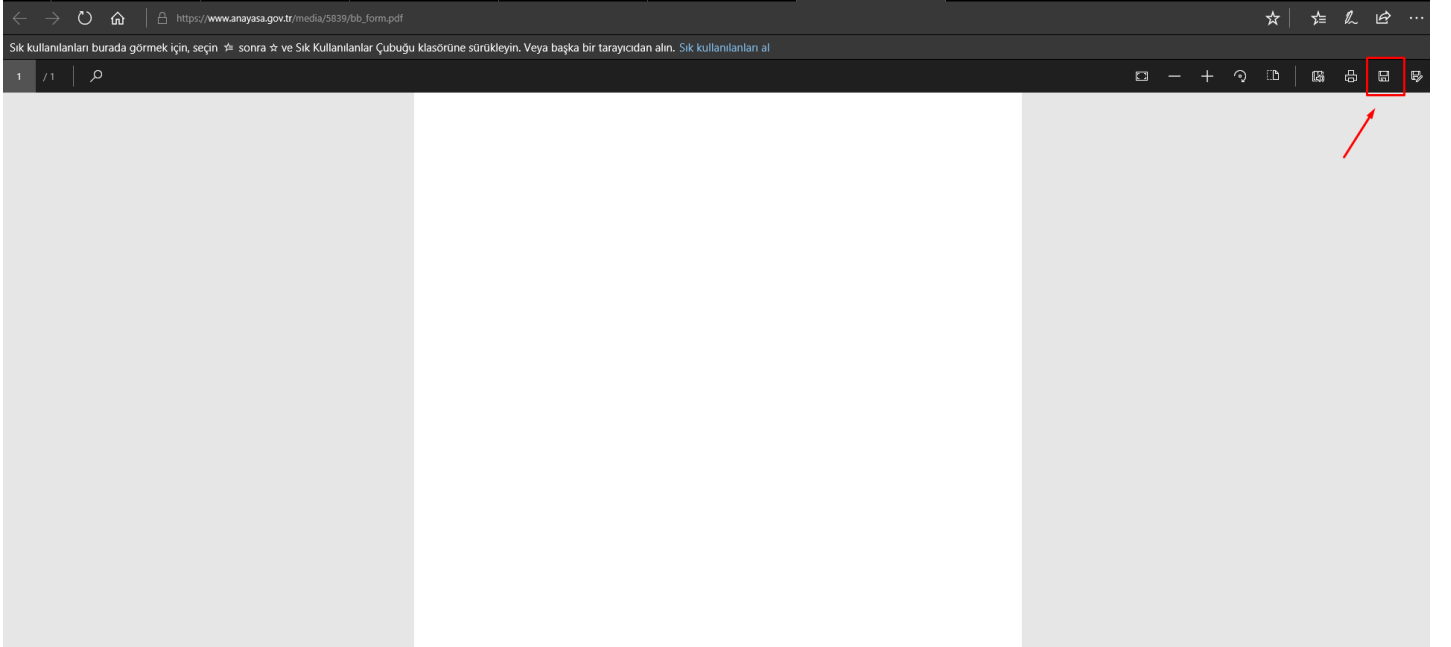 https://www.anayasa.gov.tr/media/5839/bb_form.pdf
Sık kullanılanları burada görmek için, seçin sonra ve Sık Kullanılanlar Çubuğu klasörüne sürükleyin. Veya başka bir tarayıcıdan alın. Sık kullanılanları al
1 / 1